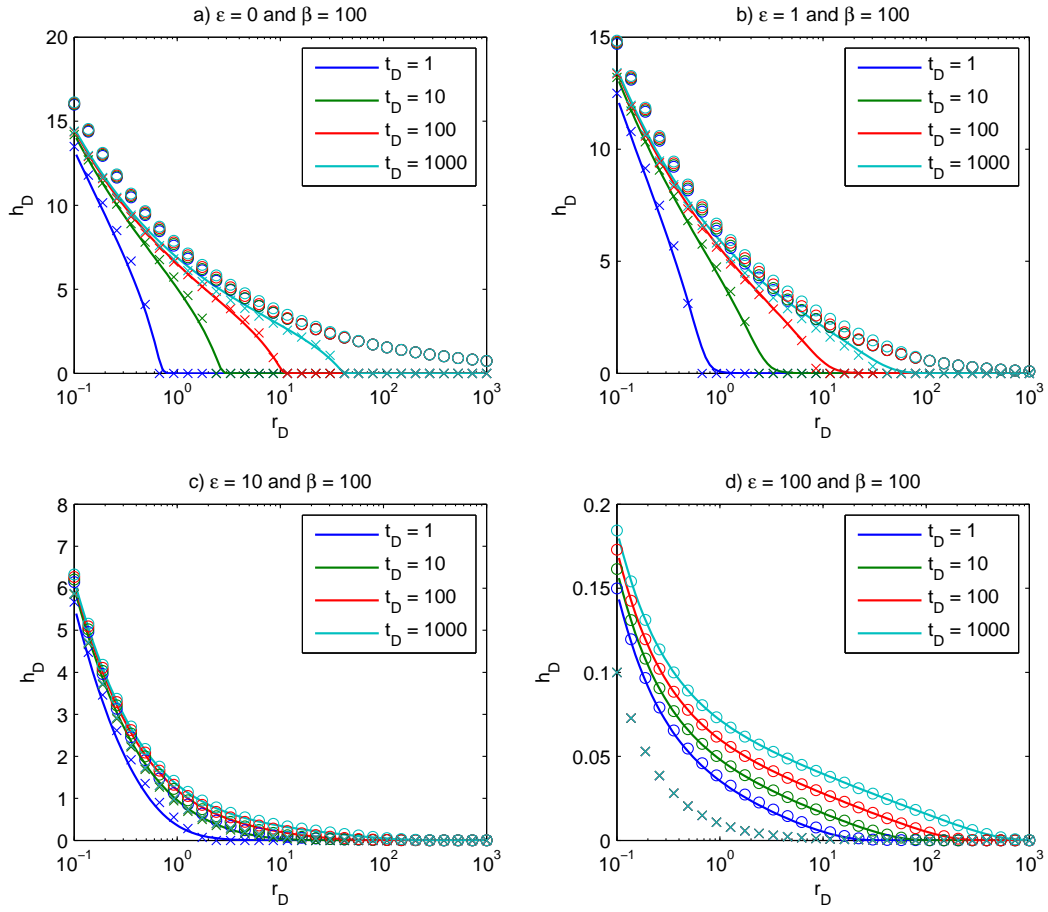 a) ε = 0 and β = 100
h_D
20
15
10
5
0
10^-1 10^0 10^1 10^2 10^3
r_D
t_D = 1
t_D = 10
t_D = 100
t_D = 1000
b) ε = 1 and β = 100
h_D
15
10
5
0
10^-1 10^0 10^1 10^2 10^3
r_D
t_D = 1
t_D = 10
t_D = 100
t_D = 1000
c) ε = 10 and β = 100
h_D
8
7
6
5
4
3
2
1
0
10^-1 10^0 10^1 10^2 10^3
r_D
t_D = 1
t_D = 10
t_D = 100
t_D = 1000
d) ε = 100 and β = 100
h_D
0.2
0.15
0.1
0.05
0
10^-1 10^0 10^1 10^2 10^3
r_D
t_D = 1
t_D = 10
t_D = 100
t_D = 1000